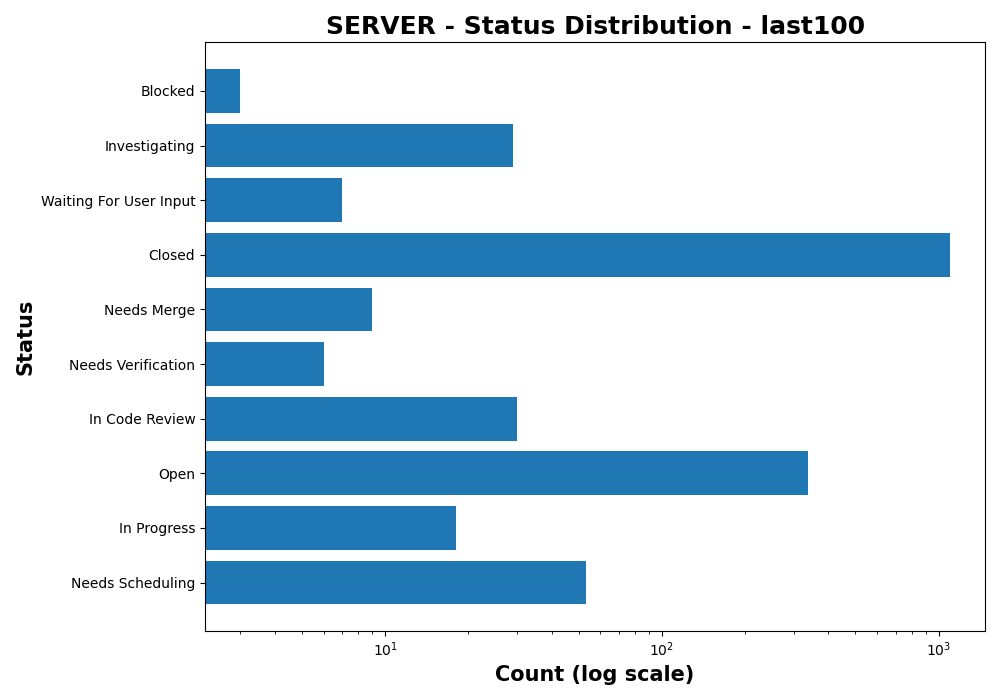 SERVER - Status Distribution - last100
Blocked
Investigating
Waiting For User Input
Closed
Needs Merge
Needs Verification
In Code Review
Open
In Progress
Needs Scheduling
Status
10¹ 10² 10³
Count (log scale)